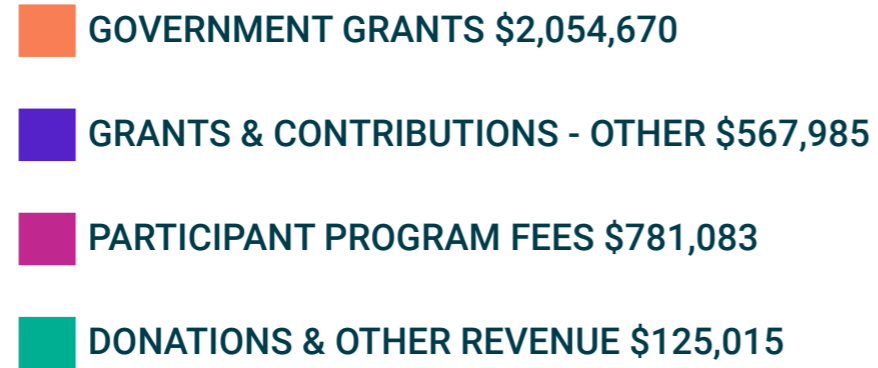 GOVERNMENT GRANTS $2,054,670
GRANTS & CONTRIBUTIONS - OTHER $567,985
PARTICIPANT PROGRAM FEES $781,083
DONATIONS & OTHER REVENUE $125,015